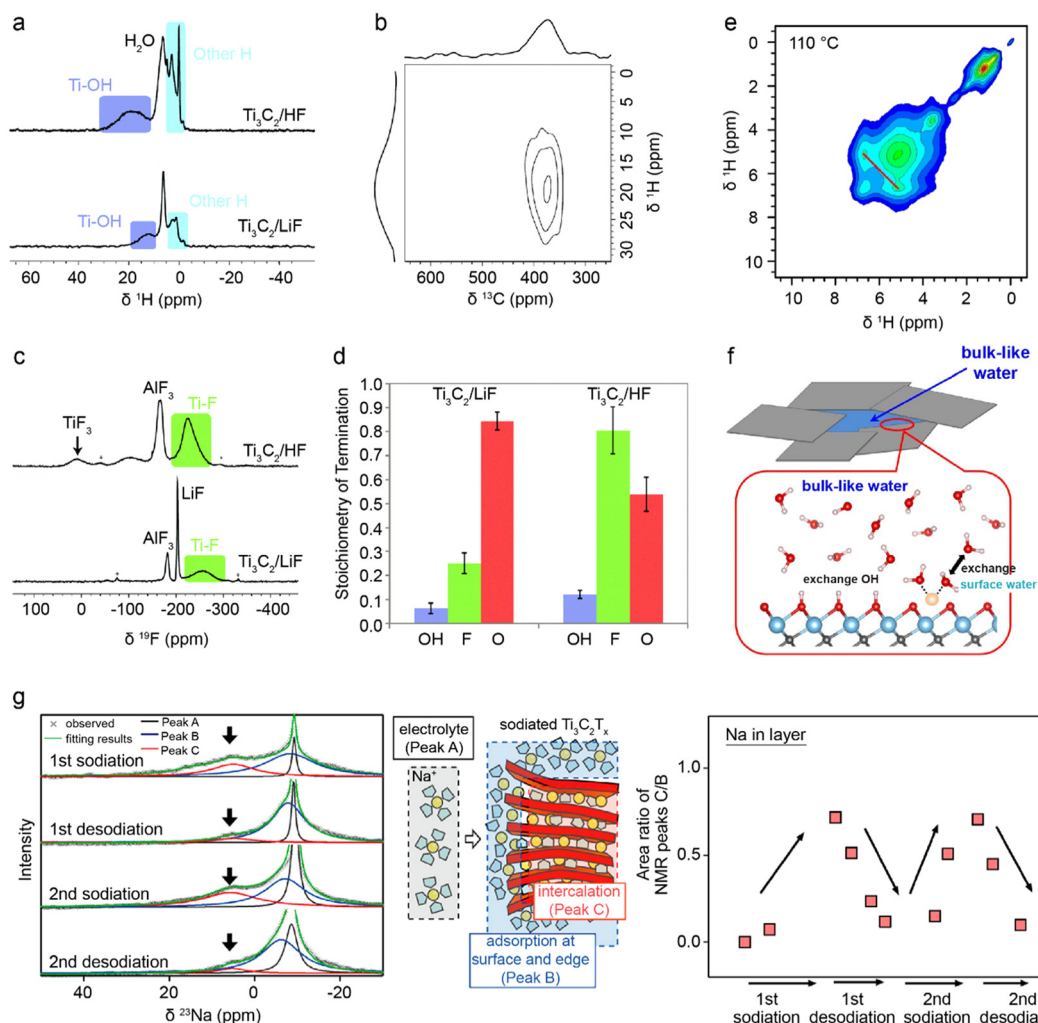 a
H₂O
Ti-OH
Other H
Ti₃C₂/HF
Ti-OH
Other H
Ti₃C₂/LiF
60 40 20 0 -20 -40
δ ¹H (ppm)
b
0
5
10
15
20
25
30
δ ¹H (ppm)
600 500 400 300
δ ¹³C (ppm)
e
110 °C
0
2
4
6
8
10
δ ¹H (ppm)
10 8 6 4 2 0
δ ¹H (ppm)
c
AlF₃
Ti-F
TiF₃
Ti₃C₂/HF
LiF
AlF₃
Ti-F
Ti₃C₂/LiF
100 0 -100 -200 -300 -400
δ ¹⁹F (ppm)
d
Stoichiometry of Termination
1.0
0.9
0.8
0.7
0.6
0.5
0.4
0.3
0.2
0.1
0.0
Ti₃C₂/LiF
Ti₃C₂/HF
OH F O OH F O
f
bulk-like
water
bulk-like water
exchange
exchange OH
surface water
g
observed
fitting results
Peak A
Peak B
Peak C
1st sodiation
1st desodiation
2nd sodiation
2nd desodiation
Intensity
40 20 0 -20
δ ²³Na (ppm)
electrolyte
(Peak A)
Na⁺
sodiated Ti₃C₂Tₓ
intercalation
(Peak C)
adsorption at
surface and edge
(Peak B)
Area ratio of
NMR peaks C/B
Na in layer
1.0
0.5
0.0
1st
sodiation
1st
desodiation
2nd
sodiation
2nd
desodia